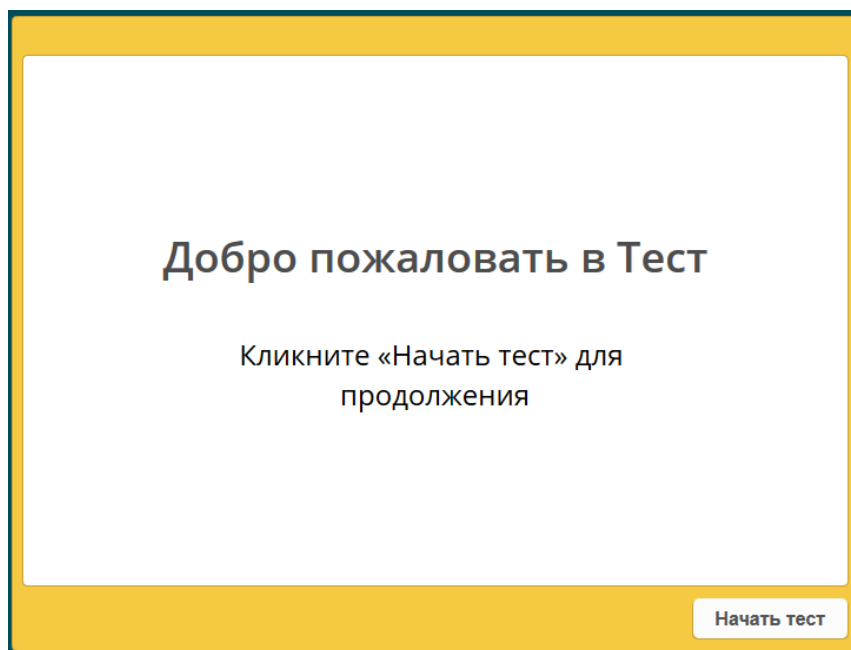 Добро пожаловать в Тест
Кликните «Начать тест» для
продолжения
Начать тест